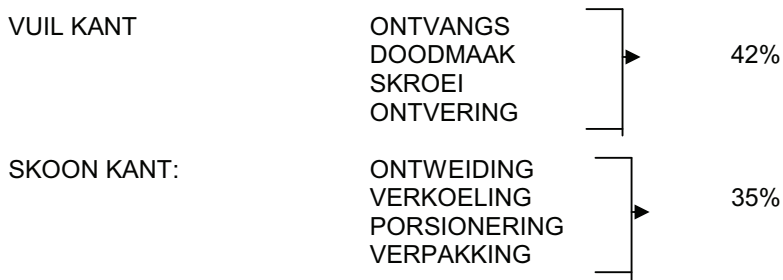 VUIL KANT ONTVANGS
DOODMAAK 42%
SKROEI
ONTVERING
SKOON KANT: ONTWEIDING
VERKOELING 35%
PORSIONERING
VERPAKKING